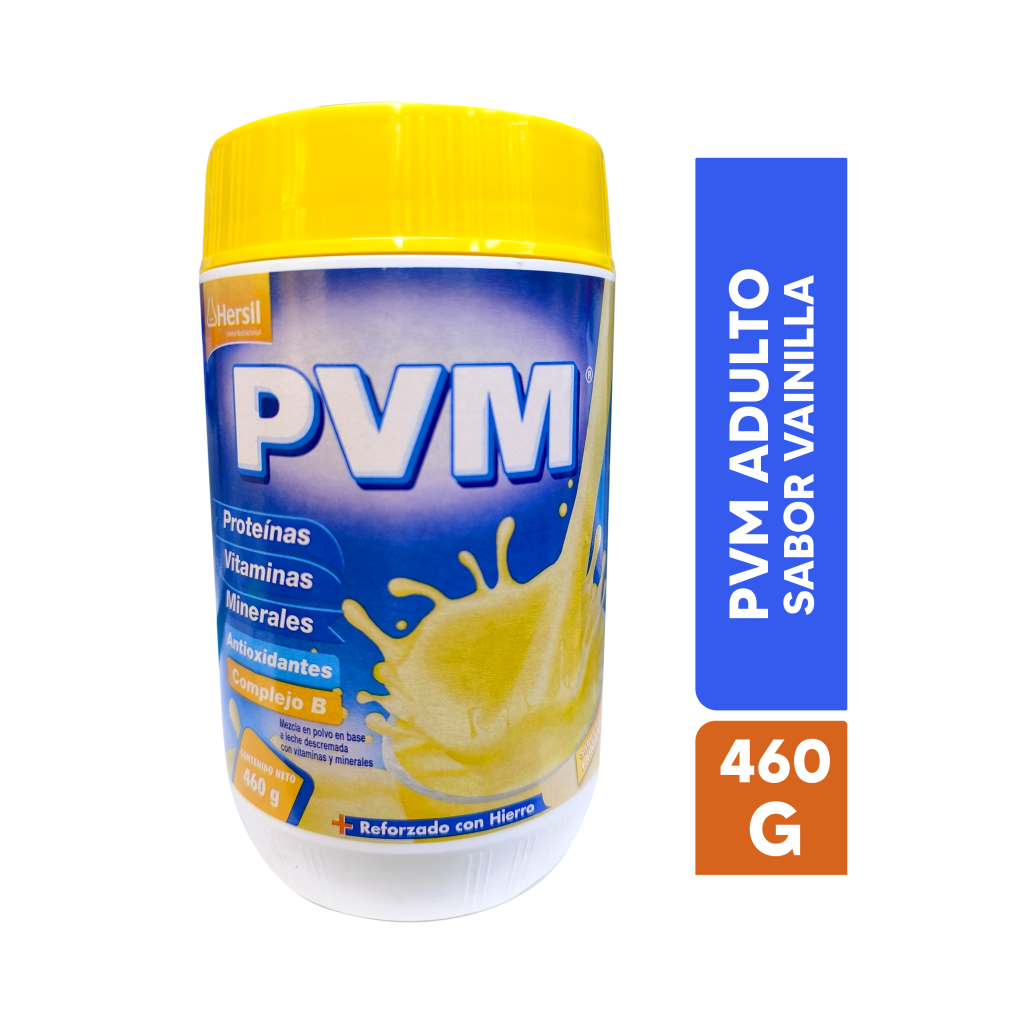 Hersil
PVM
®
Proteínas
Vitaminas
Minerales
Antioxidantes
Complejo B
Mezcla en polvo en base
a leche descremada
con vitaminas y minerales
CONTENIDO NETO
460 g
+ Reforzado con Hierro
PVM ADULTO
SABOR VAINILLA
460
G